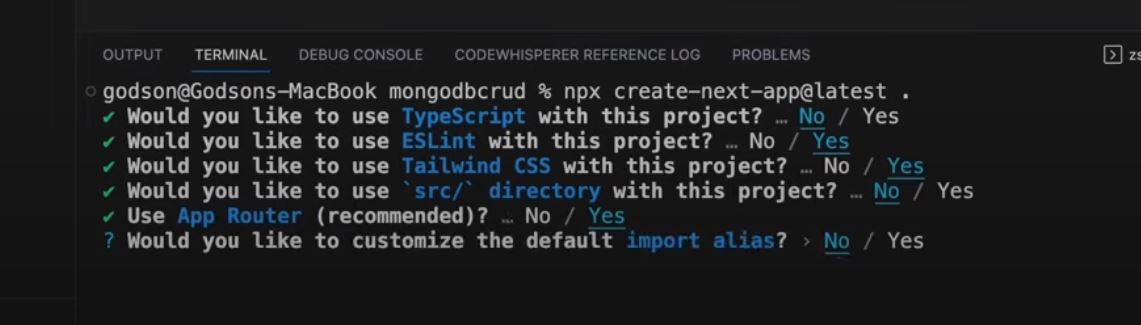 OUTPUT TERMINAL DEBUG CONSOLE CODEWHISPERER REFERENCE LOG PROBLEMS zs
godson@Godsons-MacBook mongodbcrud % npx create-next-app@latest .
✔ Would you like to use TypeScript with this project? … No / Yes
✔ Would you like to use ESLint with this project? … No / Yes
✔ Would you like to use Tailwind CSS with this project? … No / Yes
✔ Would you like to use `src/` directory with this project? … No / Yes
✔ Use App Router (recommended)? … No / Yes
? Would you like to customize the default import alias? › No / Yes